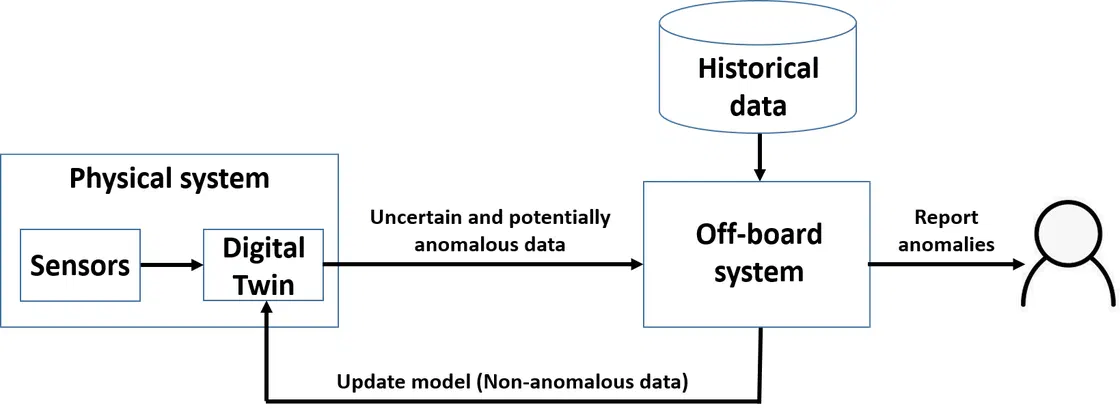 Historical
data
Physical system
Sensors
Digital
Twin
Uncertain and potentially
anomalous data
Off-board
system
Report
anomalies
Update model (Non-anomalous data)